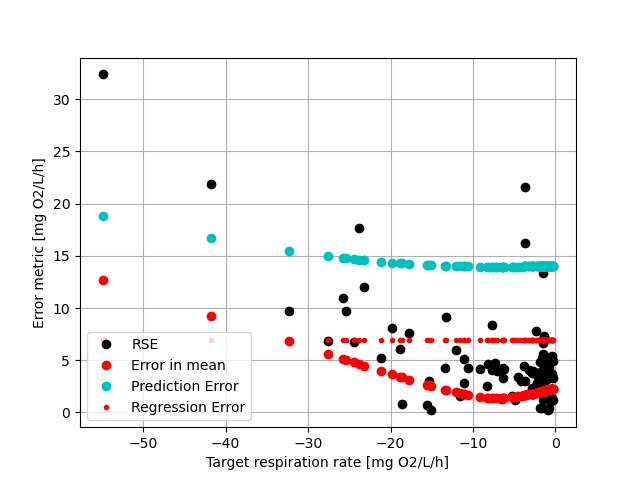 Error metric [mg O2/L/h]
30
25
20
15
10
5
0
RSE
Error in mean
Prediction Error
Regression Error
−50
−40
−30
−20
−10
0
Target respiration rate [mg O2/L/h]